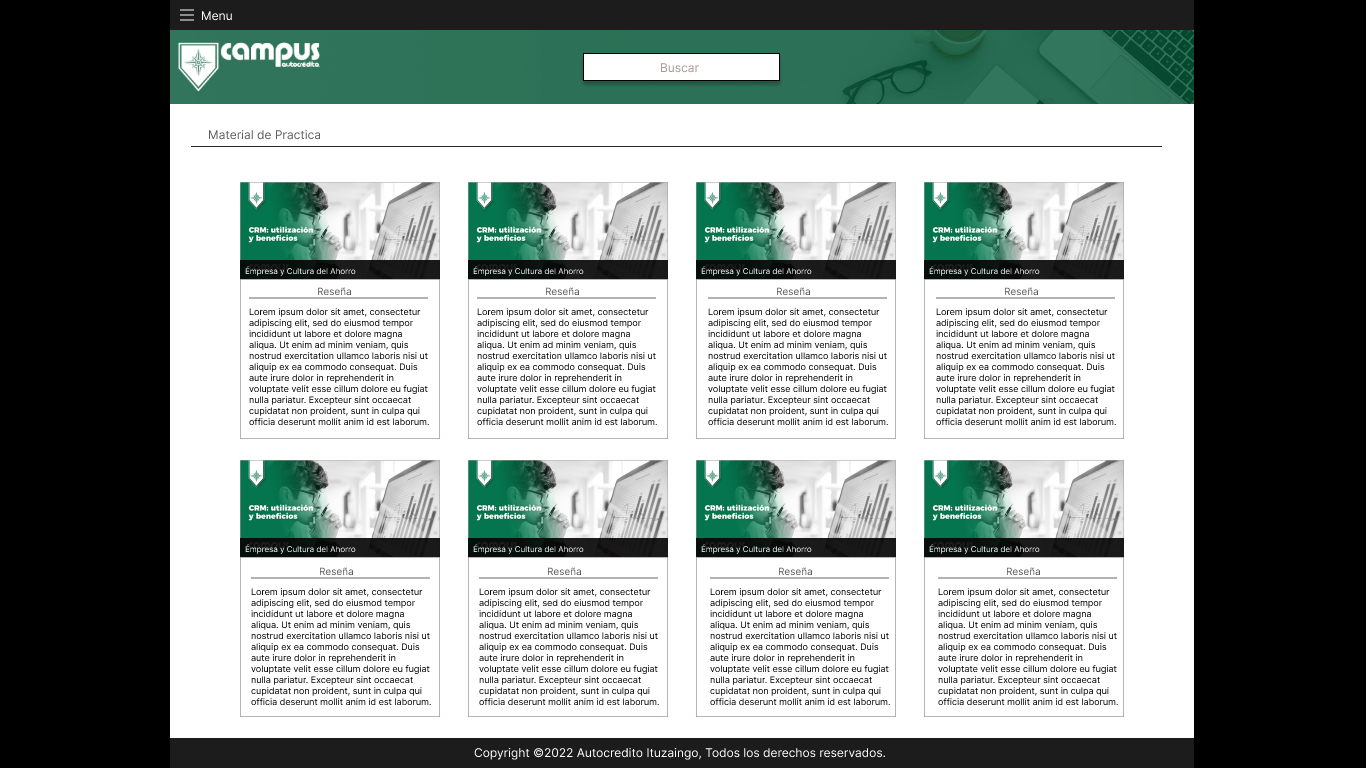 Menu
campus
autocrédito
Buscar
Material de Practica
CRM: utilización
y beneficios
Empresa y Cultura del Ahorro
Reseña
Lorem ipsum dolor sit amet, consectetur
adipiscing elit, sed do eiusmod tempor
incididunt ut labore et dolore magna
aliqua. Ut enim ad minim veniam, quis
nostrud exercitation ullamco laboris nisi ut
aliquip ex ea commodo consequat. Duis
aute irure dolor in reprehenderit in
voluptate velit esse cillum dolore eu fugiat
nulla pariatur. Excepteur sint occaecat
cupidatat non proident, sunt in culpa qui
officia deserunt mollit anim id est laborum.
CRM: utilización
y beneficios
Empresa y Cultura del Ahorro
Reseña
Lorem ipsum dolor sit amet, consectetur
adipiscing elit, sed do eiusmod tempor
incididunt ut labore et dolore magna
aliqua. Ut enim ad minim veniam, quis
nostrud exercitation ullamco laboris nisi ut
aliquip ex ea commodo consequat. Duis
aute irure dolor in reprehenderit in
voluptate velit esse cillum dolore eu fugiat
nulla pariatur. Excepteur sint occaecat
cupidatat non proident, sunt in culpa qui
officia deserunt mollit anim id est laborum.
CRM: utilización
y beneficios
Empresa y Cultura del Ahorro
Reseña
Lorem ipsum dolor sit amet, consectetur
adipiscing elit, sed do eiusmod tempor
incididunt ut labore et dolore magna
aliqua. Ut enim ad minim veniam, quis
nostrud exercitation ullamco laboris nisi ut
aliquip ex ea commodo consequat. Duis
aute irure dolor in reprehenderit in
voluptate velit esse cillum dolore eu fugiat
nulla pariatur. Excepteur sint occaecat
cupidatat non proident, sunt in culpa qui
officia deserunt mollit anim id est laborum.
CRM: utilización
y beneficios
Empresa y Cultura del Ahorro
Reseña
Lorem ipsum dolor sit amet, consectetur
adipiscing elit, sed do eiusmod tempor
incididunt ut labore et dolore magna
aliqua. Ut enim ad minim veniam, quis
nostrud exercitation ullamco laboris nisi ut
aliquip ex ea commodo consequat. Duis
aute irure dolor in reprehenderit in
voluptate velit esse cillum dolore eu fugiat
nulla pariatur. Excepteur sint occaecat
cupidatat non proident, sunt in culpa qui
officia deserunt mollit anim id est laborum.
CRM: utilización
y beneficios
Empresa y Cultura del Ahorro
Reseña
Lorem ipsum dolor sit amet, consectetur
adipiscing elit, sed do eiusmod tempor
incididunt ut labore et dolore magna
aliqua. Ut enim ad minim veniam, quis
nostrud exercitation ullamco laboris nisi ut
aliquip ex ea commodo consequat. Duis
aute irure dolor in reprehenderit in
voluptate velit esse cillum dolore eu fugiat
nulla pariatur. Excepteur sint occaecat
cupidatat non proident, sunt in culpa qui
officia deserunt mollit anim id est laborum.
CRM: utilización
y beneficios
Empresa y Cultura del Ahorro
Reseña
Lorem ipsum dolor sit amet, consectetur
adipiscing elit, sed do eiusmod tempor
incididunt ut labore et dolore magna
aliqua. Ut enim ad minim veniam, quis
nostrud exercitation ullamco laboris nisi ut
aliquip ex ea commodo consequat. Duis
aute irure dolor in reprehenderit in
voluptate velit esse cillum dolore eu fugiat
nulla pariatur. Excepteur sint occaecat
cupidatat non proident, sunt in culpa qui
officia deserunt mollit anim id est laborum.
CRM: utilización
y beneficios
Empresa y Cultura del Ahorro
Reseña
Lorem ipsum dolor sit amet, consectetur
adipiscing elit, sed do eiusmod tempor
incididunt ut labore et dolore magna
aliqua. Ut enim ad minim veniam, quis
nostrud exercitation ullamco laboris nisi ut
aliquip ex ea commodo consequat. Duis
aute irure dolor in reprehenderit in
voluptate velit esse cillum dolore eu fugiat
nulla pariatur. Excepteur sint occaecat
cupidatat non proident, sunt in culpa qui
officia deserunt mollit anim id est laborum.
CRM: utilización
y beneficios
Empresa y Cultura del Ahorro
Reseña
Lorem ipsum dolor sit amet, consectetur
adipiscing elit, sed do eiusmod tempor
incididunt ut labore et dolore magna
aliqua. Ut enim ad minim veniam, quis
nostrud exercitation ullamco laboris nisi ut
aliquip ex ea commodo consequat. Duis
aute irure dolor in reprehenderit in
voluptate velit esse cillum dolore eu fugiat
nulla pariatur. Excepteur sint occaecat
cupidatat non proident, sunt in culpa qui
officia deserunt mollit anim id est laborum.
Copyright ©2022 Autocredito Ituzaingo, Todos los derechos reservados.